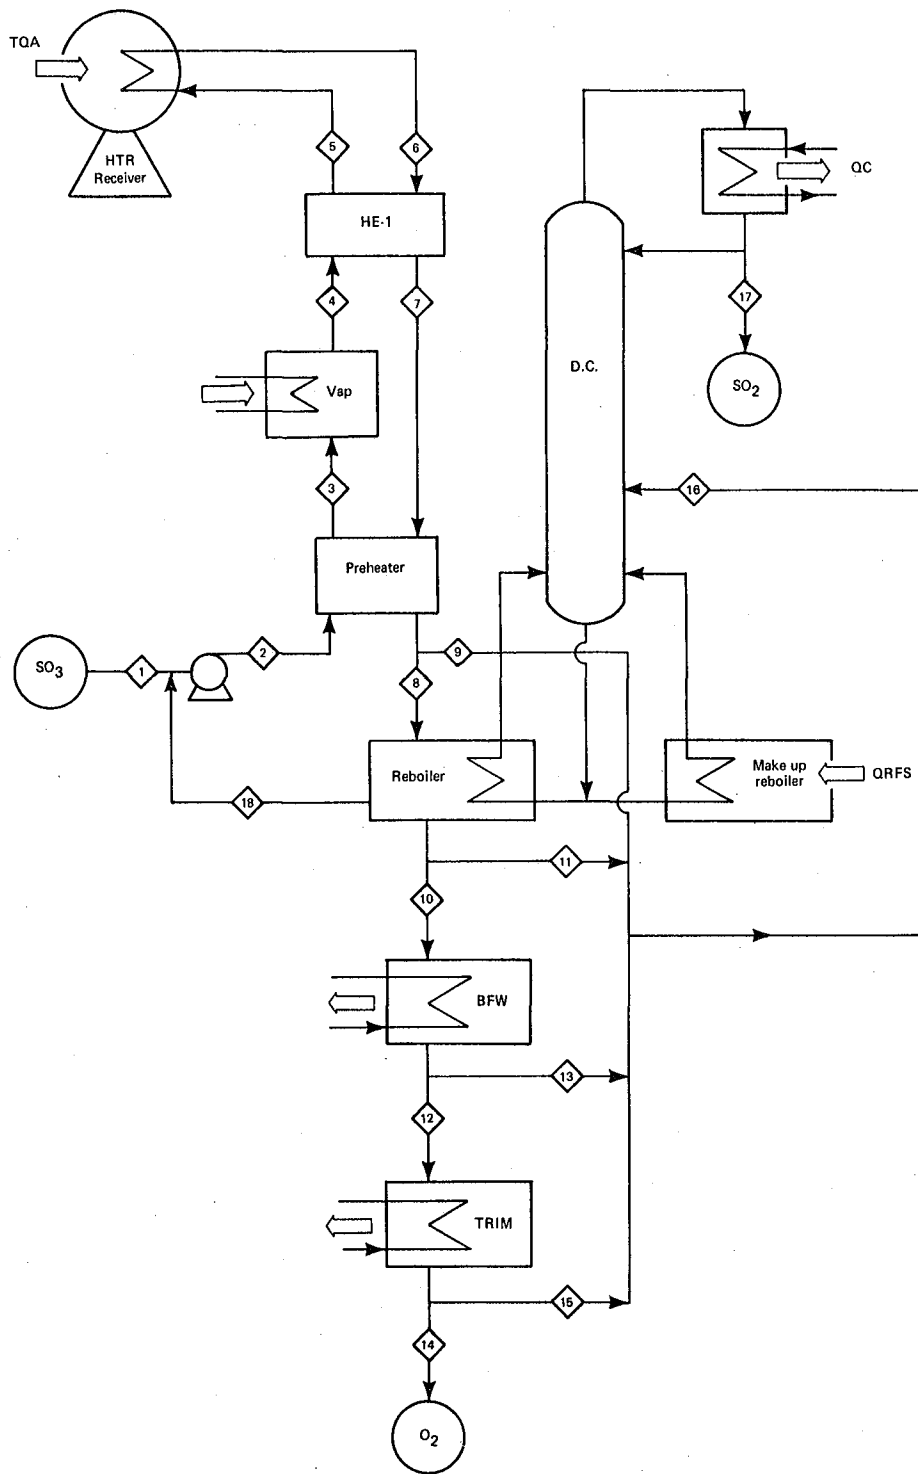 TQA
HTR
Receiver
5
6
HE-1
QC
4
7
17
Vap
D.C.
SO2
3
16
Preheater
SO3
1
2
9
8
Reboiler
Make up
reboiler
QRFS
18
11
10
BFW
13
12
TRIM
15
14
O2